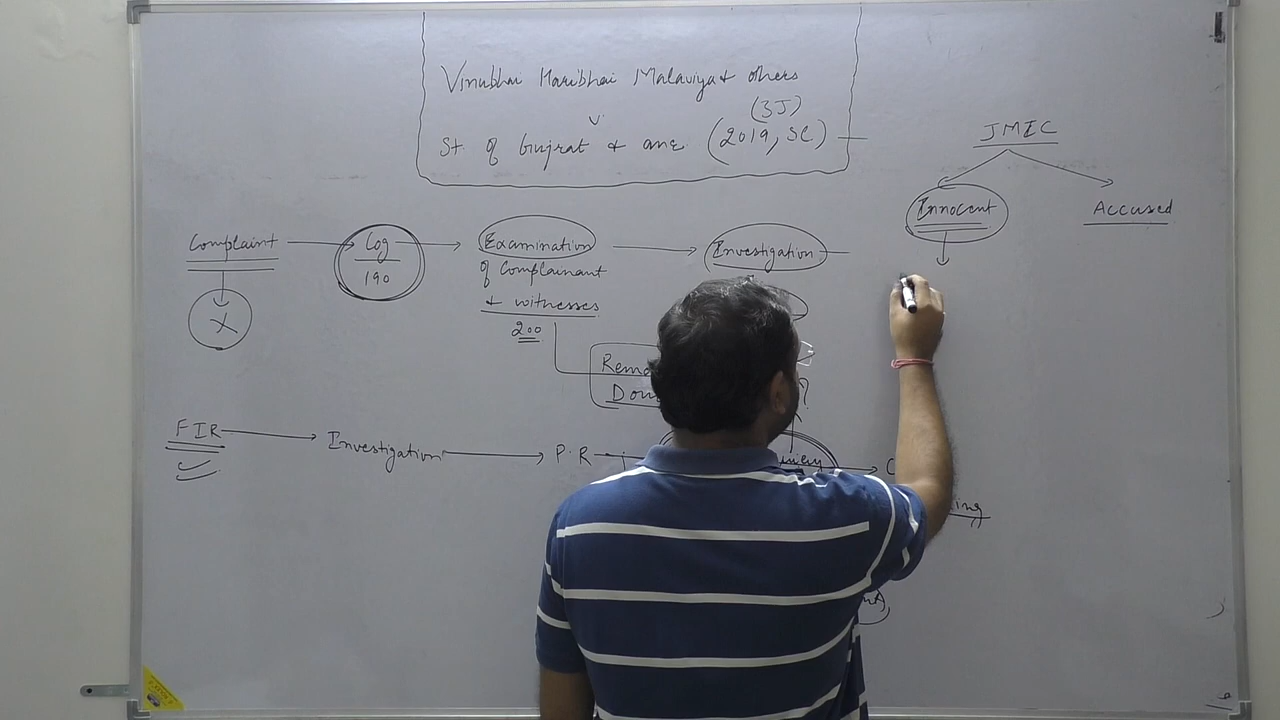 Vinubhai Haribhai Malaviya & others
(3J)
V.
St. of Gujrat & anr. (2019, SC)
JMIC
Innocent
Accused
Complaint
Cog
190
Examination
of Complainant
& witnesses
200
Investigation
X
FIR
Investigation
P.R